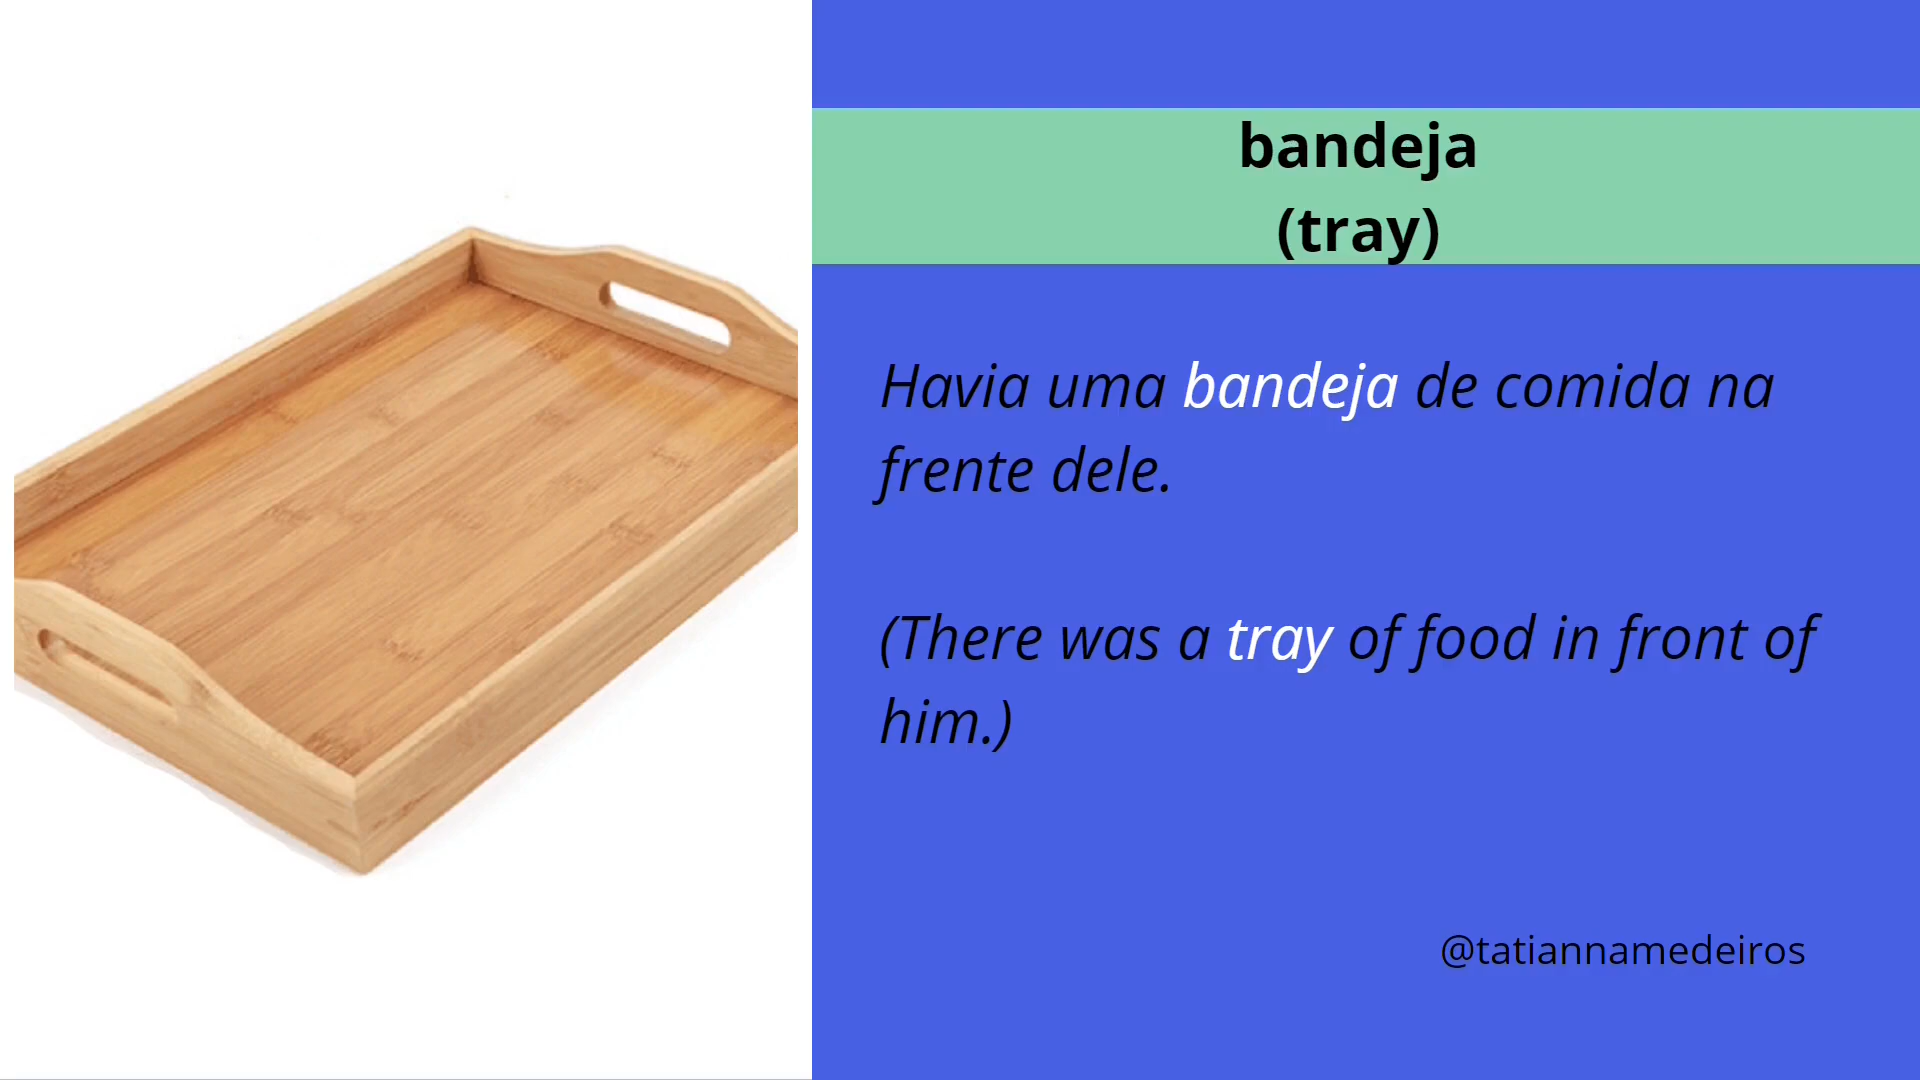 bandeja
(tray)
Havia uma bandeja de comida na
frente dele.
(There was a tray of food in front of
him.)
@tatiannamedeiros